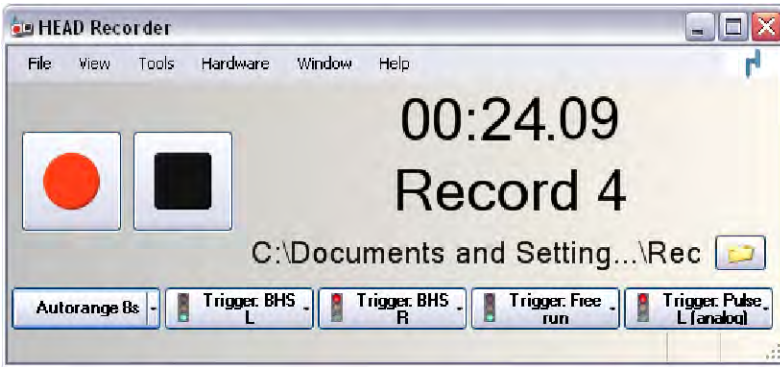 HEAD Recorder
File View Tools Hardware Window Help
00:24.09
Record 4
C:\Documents and Setting...\Rec
Autorange 8s
Trigger: BHS
L
Trigger: BHS
R
Trigger: Free
run
Trigger: Pulse
L (analog)